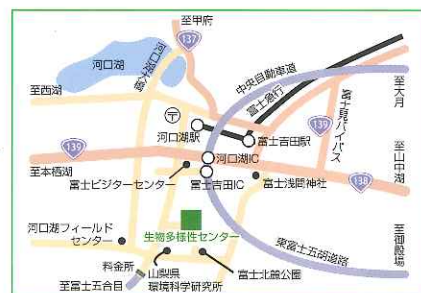 至甲府
137
河口湖
河口湖大橋
至西湖
中央自動車道
富士急行
至大月
〒
河口湖駅
富士吉田駅
富士見バイパス
139
139
河口湖IC
至山中湖
138
至本栖湖
富士ビジターセンター
富士吉田IC
富士浅間神社
河口湖フィールド
センター
生物多様性センター
至御殿場
東富士五湖道路
料金所
山梨県
環境科学研究所
富士北麓公園
至富士五合目